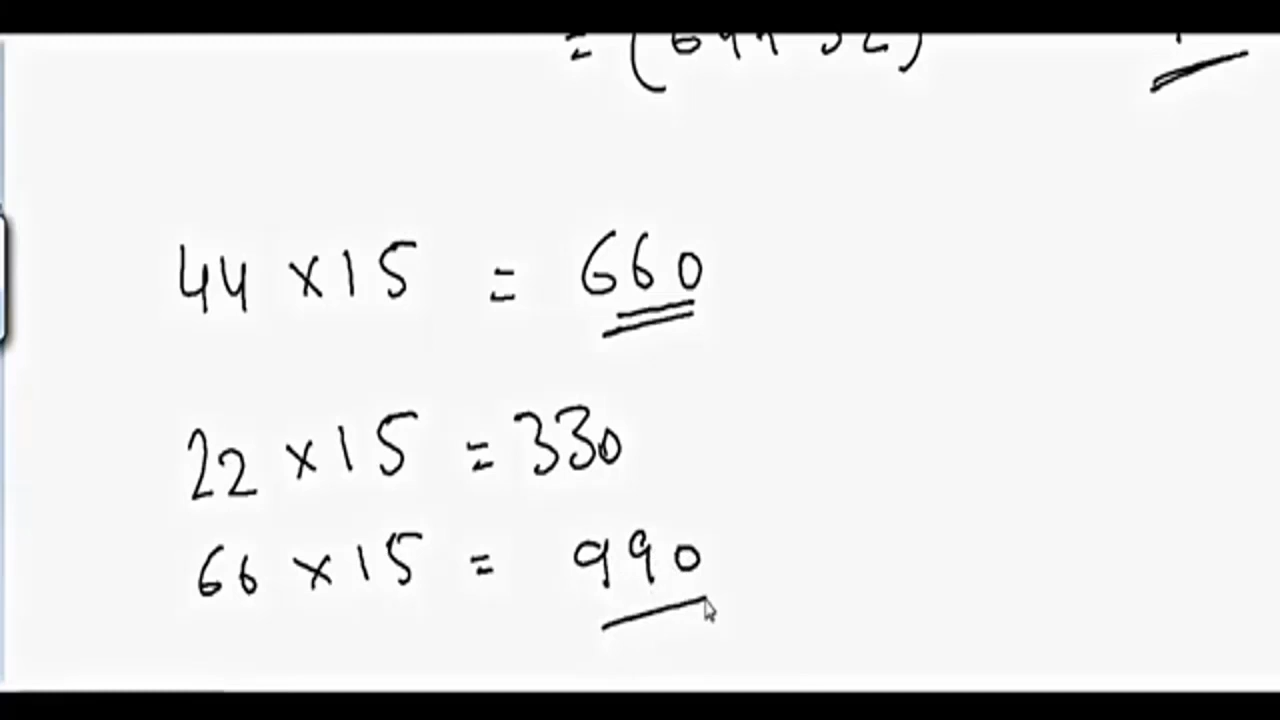 44 × 15 = 660
22 × 15 = 330
66 × 15 = 990